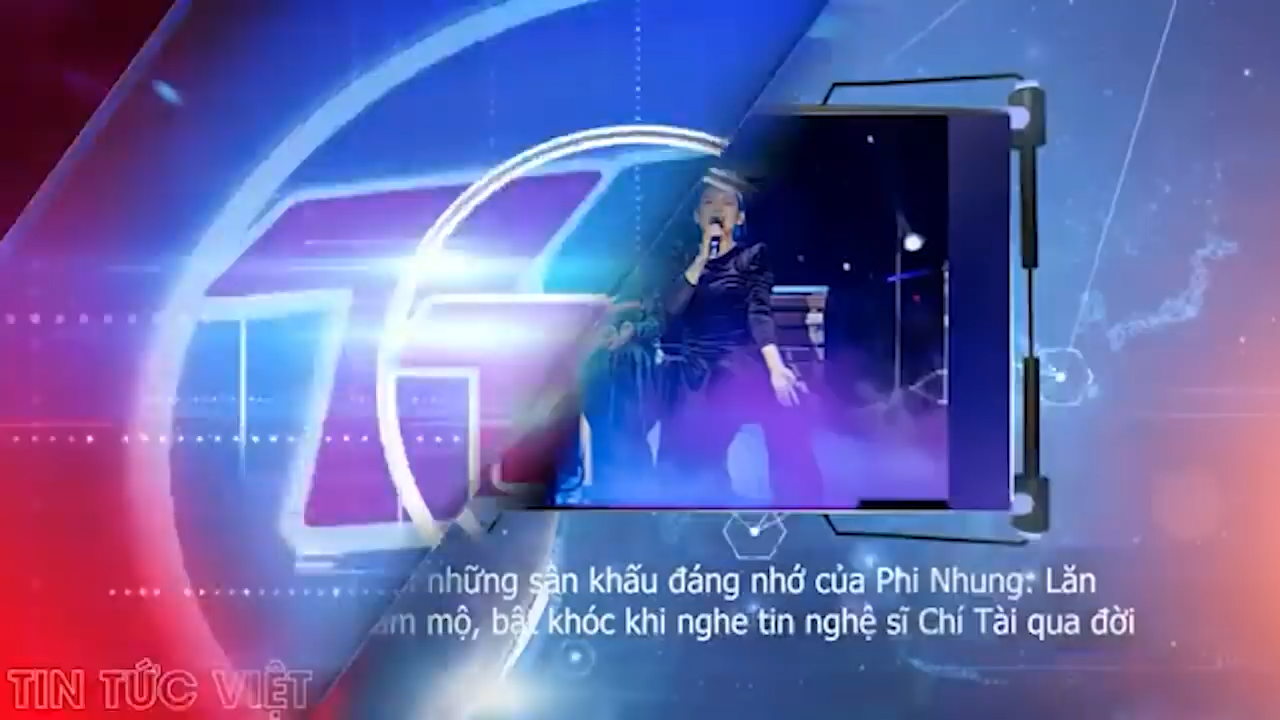 những sân khấu đáng nhớ của Phi Nhung: Lăn
mộ, bật khóc khi nghe tin nghệ sĩ Chí Tài qua đời
TIN TỨC VIỆT